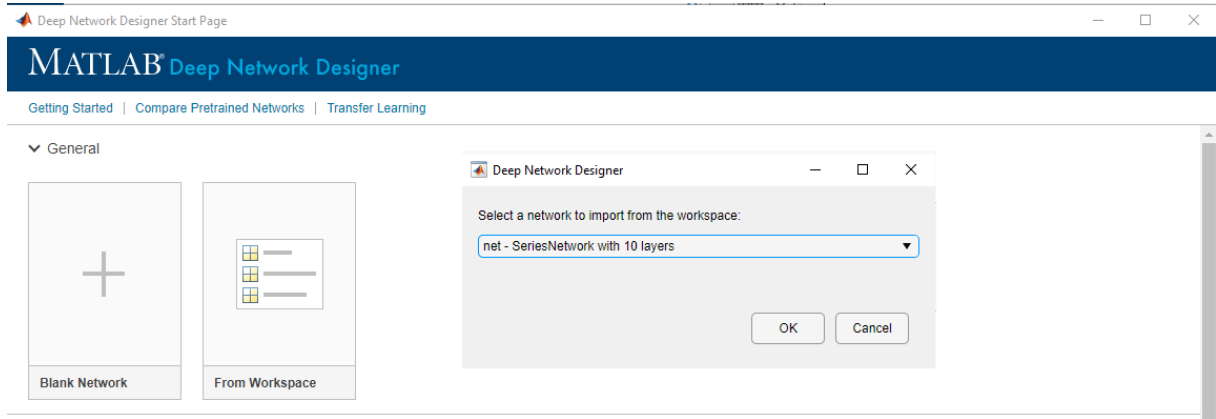 Deep Network Designer Start Page
MATLAB® Deep Network Designer
Getting Started | Compare Pretrained Networks | Transfer Learning
General
Deep Network Designer
Select a network to import from the workspace:
net - SeriesNetwork with 10 layers
OK Cancel
Blank Network From Workspace